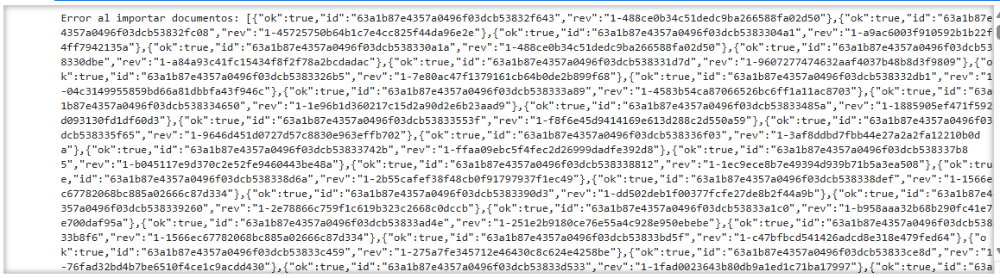 Error al importar documentos: [{"ok":true,"id":"63a1b87e4357a0496f03dcb53832f643","rev":"1-488ce0b34c51dedc9ba266588fa02d50"},{"ok":true,"id":"63a1b87e
4357a0496f03dcb53832fc08","rev":"1-45725750b64b1c7e4cc825f44da96e2e"},{"ok":true,"id":"63a1b87e4357a0496f03dcb5383304a1","rev":"1-a9ac6003f910592b1b22f
4ff7942135a"},{"ok":true,"id":"63a1b87e4357a0496f03dcb538330a1a","rev":"1-488ce0b34c51dedc9ba266588fa02d50"},{"ok":true,"id":"63a1b87e4357a0496f03dcb53
8330dbe","rev":"1-a84a93c41fc15434f8f2f78a2bcdadac"},{"ok":true,"id":"63a1b87e4357a0496f03dcb538331d7d","rev":"1-9607277474632aaf4037b48b8d3f9809"},{"o
k":true,"id":"63a1b87e4357a0496f03dcb5383326b5","rev":"1-7e80ac47f1379161cb64b0de2b899f68"},{"ok":true,"id":"63a1b87e4357a0496f03dcb538332db1","rev":"1
-04c3149955859bd66a81dbbfa43f946c"},{"ok":true,"id":"63a1b87e4357a0496f03dcb538333a89","rev":"1-4583b54ca87066526bc6ff1a11ac8703"},{"ok":true,"id":"63a
1b87e4357a0496f03dcb538334650","rev":"1-1e96b1d360217c15d2a90d2e6b23aad9"},{"ok":true,"id":"63a1b87e4357a0496f03dcb53833485a","rev":"1-1885905ef471f592
d093130fd1df60d3"},{"ok":true,"id":"63a1b87e4357a0496f03dcb53833553f","rev":"1-f8f6e45d9414169e613d288c2d550a59"},{"ok":true,"id":"63a1b87e4357a0496f03
dcb538335f65","rev":"1-9646d451d0727d57c8830e963effb702"},{"ok":true,"id":"63a1b87e4357a0496f03dcb538336f03","rev":"1-3af8ddbd7fbb44e27a2a2fa12210b0d
a"},{"ok":true,"id":"63a1b87e4357a0496f03dcb53833742b","rev":"1-ffaa09ebc5f4fec2d26999dadfe392d8"},{"ok":true,"id":"63a1b87e4357a0496f03dcb538337b8
5","rev":"1-b045117e9d370c2e52fe9460443be48a"},{"ok":true,"id":"63a1b87e4357a0496f03dcb538338812","rev":"1-1ec9ece8b7e49394d939b71b5a3ea508"},{"ok":tru
e,"id":"63a1b87e4357a0496f03dcb538338d6a","rev":"1-2b55cafef38f48cb0f91797937f1ec49"},{"ok":true,"id":"63a1b87e4357a0496f03dcb538338def","rev":"1-1566e
c67782068bc885a02666c87d334"},{"ok":true,"id":"63a1b87e4357a0496f03dcb5383390d3","rev":"1-dd502deb1f00377fcfe27de8b2f44a9b"},{"ok":true,"id":"63a1b87e4
357a0496f03dcb538339260","rev":"1-2e78866c759f1c619b323c2668c0dccb"},{"ok":true,"id":"63a1b87e4357a0496f03dcb53833a1c0","rev":"1-b958aaa32b68b290fc41e7
e700daf95a"},{"ok":true,"id":"63a1b87e4357a0496f03dcb53833ad4e","rev":"1-251e2b9180ce76e55a4c928e950ebebe"},{"ok":true,"id":"63a1b87e4357a0496f03dcb538
33b8f6","rev":"1-1566ec67782068bc885a02666c87d334"},{"ok":true,"id":"63a1b87e4357a0496f03dcb53833bd5f","rev":"1-c47bfbcd541426adcd8e318e479fed64"},{"o
k":true,"id":"63a1b87e4357a0496f03dcb53833c459","rev":"1-275a7fe345712e46430c8c624e4258be"},{"ok":true,"id":"63a1b87e4357a0496f03dcb53833ce8d","rev":"1
-76fad32bd4b7be6510f4ce1c9acdd430"},{"ok":true,"id":"63a1b87e4357a0496f03dcb53833d533","rev":"1-1fad0023643b80db9a1ed1c71ba17997"},{"ok":true,"id":"63a